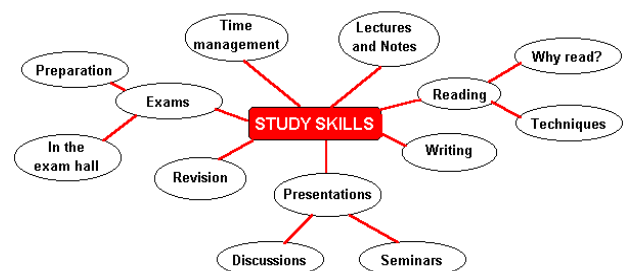 Time
management
Lectures
and Notes
Why read?
Preparation
Exams
Reading
STUDY SKILLS
Techniques
In the
exam hall
Writing
Revision
Presentations
Discussions
Seminars